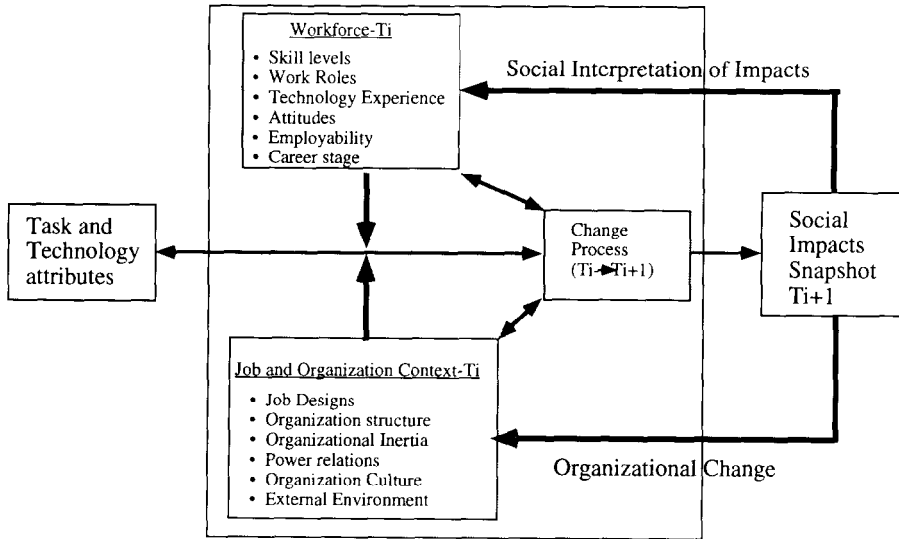 Workforce-Ti
• Skill levels
• Work Roles
• Technology Experience
• Attitudes
• Employability
• Career stage
Social Interpretation of Impacts
Task and
Technology
attributes
Change
Process
(Ti→Ti+1)
Social
Impacts
Snapshot
Ti+1
Job and Organization Context-Ti
• Job Designs
• Organization structure
• Organizational Inertia
• Power relations
• Organization Culture
• External Environment
Organizational Change